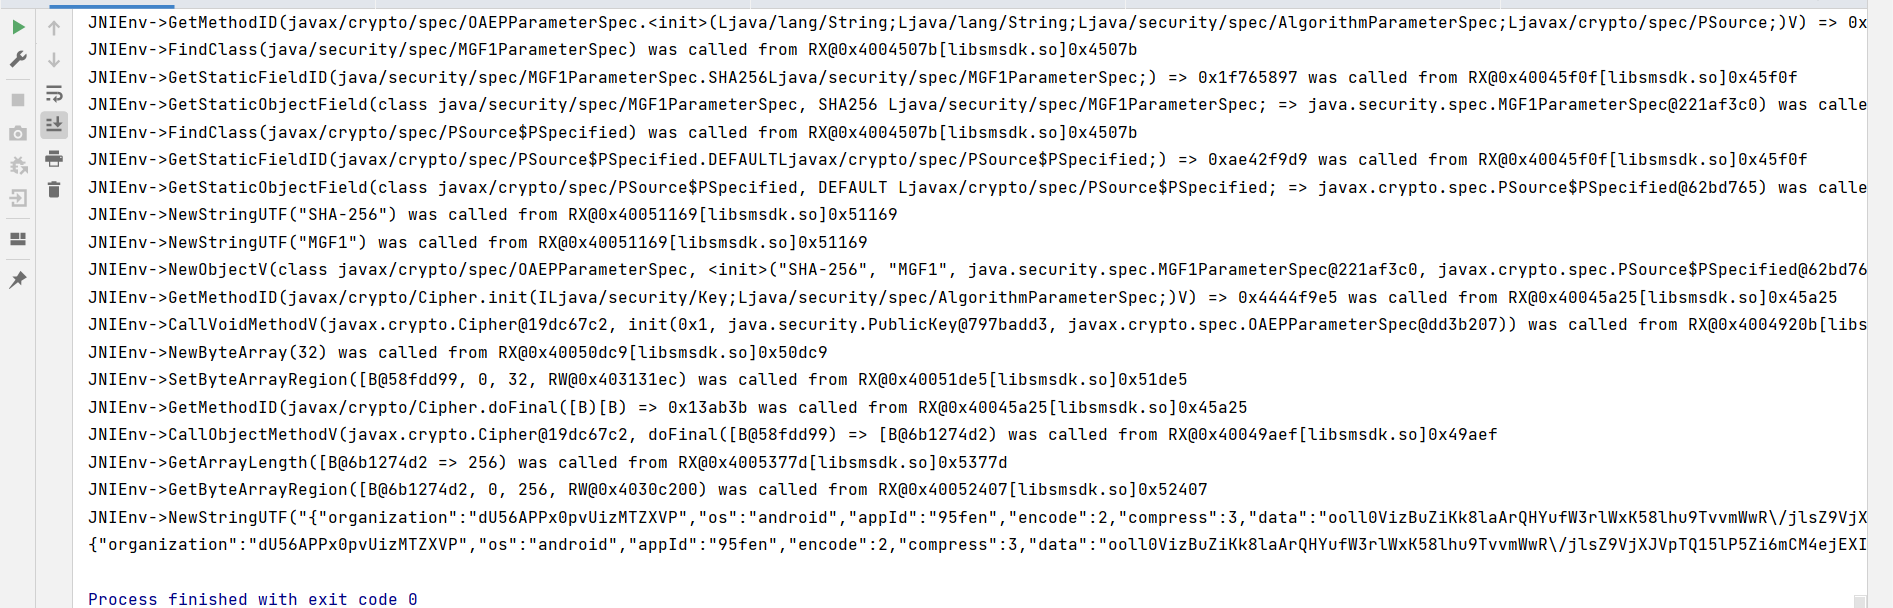 JNIEnv->GetMethodID(javax/crypto/spec/OAEPParameterSpec.<init>(Ljava/lang/String;Ljava/lang/String;Ljava/security/spec/AlgorithmParameterSpec;Ljavax/crypto/spec/PSource;)V) => 0x
JNIEnv->FindClass(java/security/spec/MGF1ParameterSpec) was called from RX@0x4004507b[libsmsdk.so]0x4507b
JNIEnv->GetStaticFieldID(java/security/spec/MGF1ParameterSpec.SHA256Ljava/security/spec/MGF1ParameterSpec;) => 0x1f765897 was called from RX@0x40045f0f[libsmsdk.so]0x45f0f
JNIEnv->GetStaticObjectField(class java/security/spec/MGF1ParameterSpec, SHA256 Ljava/security/spec/MGF1ParameterSpec; => java.security.spec.MGF1ParameterSpec@221af3c0) was calle
JNIEnv->FindClass(javax/crypto/spec/PSource$PSpecified) was called from RX@0x4004507b[libsmsdk.so]0x4507b
JNIEnv->GetStaticFieldID(javax/crypto/spec/PSource$PSpecified.DEFAULTLjavax/crypto/spec/PSource$PSpecified;) => 0xae42f9d9 was called from RX@0x40045f0f[libsmsdk.so]0x45f0f
JNIEnv->GetStaticObjectField(class javax/crypto/spec/PSource$PSpecified, DEFAULT Ljavax/crypto/spec/PSource$PSpecified; => javax.crypto.spec.PSource$PSpecified@62bd765) was calle
JNIEnv->NewStringUTF("SHA-256") was called from RX@0x40051169[libsmsdk.so]0x51169
JNIEnv->NewStringUTF("MGF1") was called from RX@0x40051169[libsmsdk.so]0x51169
JNIEnv->NewObjectV(class javax/crypto/spec/OAEPParameterSpec, <init>("SHA-256", "MGF1", java.security.spec.MGF1ParameterSpec@221af3c0, javax.crypto.spec.PSource$PSpecified@62bd76
JNIEnv->GetMethodID(javax/crypto/Cipher.init(ILjava/security/Key;Ljava/security/spec/AlgorithmParameterSpec;)V) => 0x4444f9e5 was called from RX@0x40045a25[libsmsdk.so]0x45a25
JNIEnv->CallVoidMethodV(javax.crypto.Cipher@19dc67c2, init(0x1, java.security.PublicKey@797badd3, javax.crypto.spec.OAEPParameterSpec@dd3b207)) was called from RX@0x4004920b[libs
JNIEnv->NewByteArray(32) was called from RX@0x40050dc9[libsmsdk.so]0x50dc9
JNIEnv->SetByteArrayRegion([B@58fdd99, 0, 32, RW@0x403131ec) was called from RX@0x40051de5[libsmsdk.so]0x51de5
JNIEnv->GetMethodID(javax/crypto/Cipher.doFinal([B)[B) => 0x13ab3b was called from RX@0x40045a25[libsmsdk.so]0x45a25
JNIEnv->CallObjectMethodV(javax.crypto.Cipher@19dc67c2, doFinal([B@58fdd99) => [B@6b1274d2) was called from RX@0x40049aef[libsmsdk.so]0x49aef
JNIEnv->GetArrayLength([B@6b1274d2 => 256) was called from RX@0x4005377d[libsmsdk.so]0x5377d
JNIEnv->GetByteArrayRegion([B@6b1274d2, 0, 256, RW@0x4030c200) was called from RX@0x40052407[libsmsdk.so]0x52407
JNIEnv->NewStringUTF("{"organization":"dU56APPx0pvUizMTZXVP","os":"android","appId":"95fen","encode":2,"compress":3,"data":"ooll0VizBuZiKk8laArQHYufW3rlWxK58lhu9TvvmWwR\/jlsZ9VjX
{"organization":"dU56APPx0pvUizMTZXVP","os":"android","appId":"95fen","encode":2,"compress":3,"data":"ooll0VizBuZiKk8laArQHYufW3rlWxK58lhu9TvvmWwR\/jlsZ9VjXJVpTQ15lP5Zi6mCM4ejEXI
Process finished with exit code 0